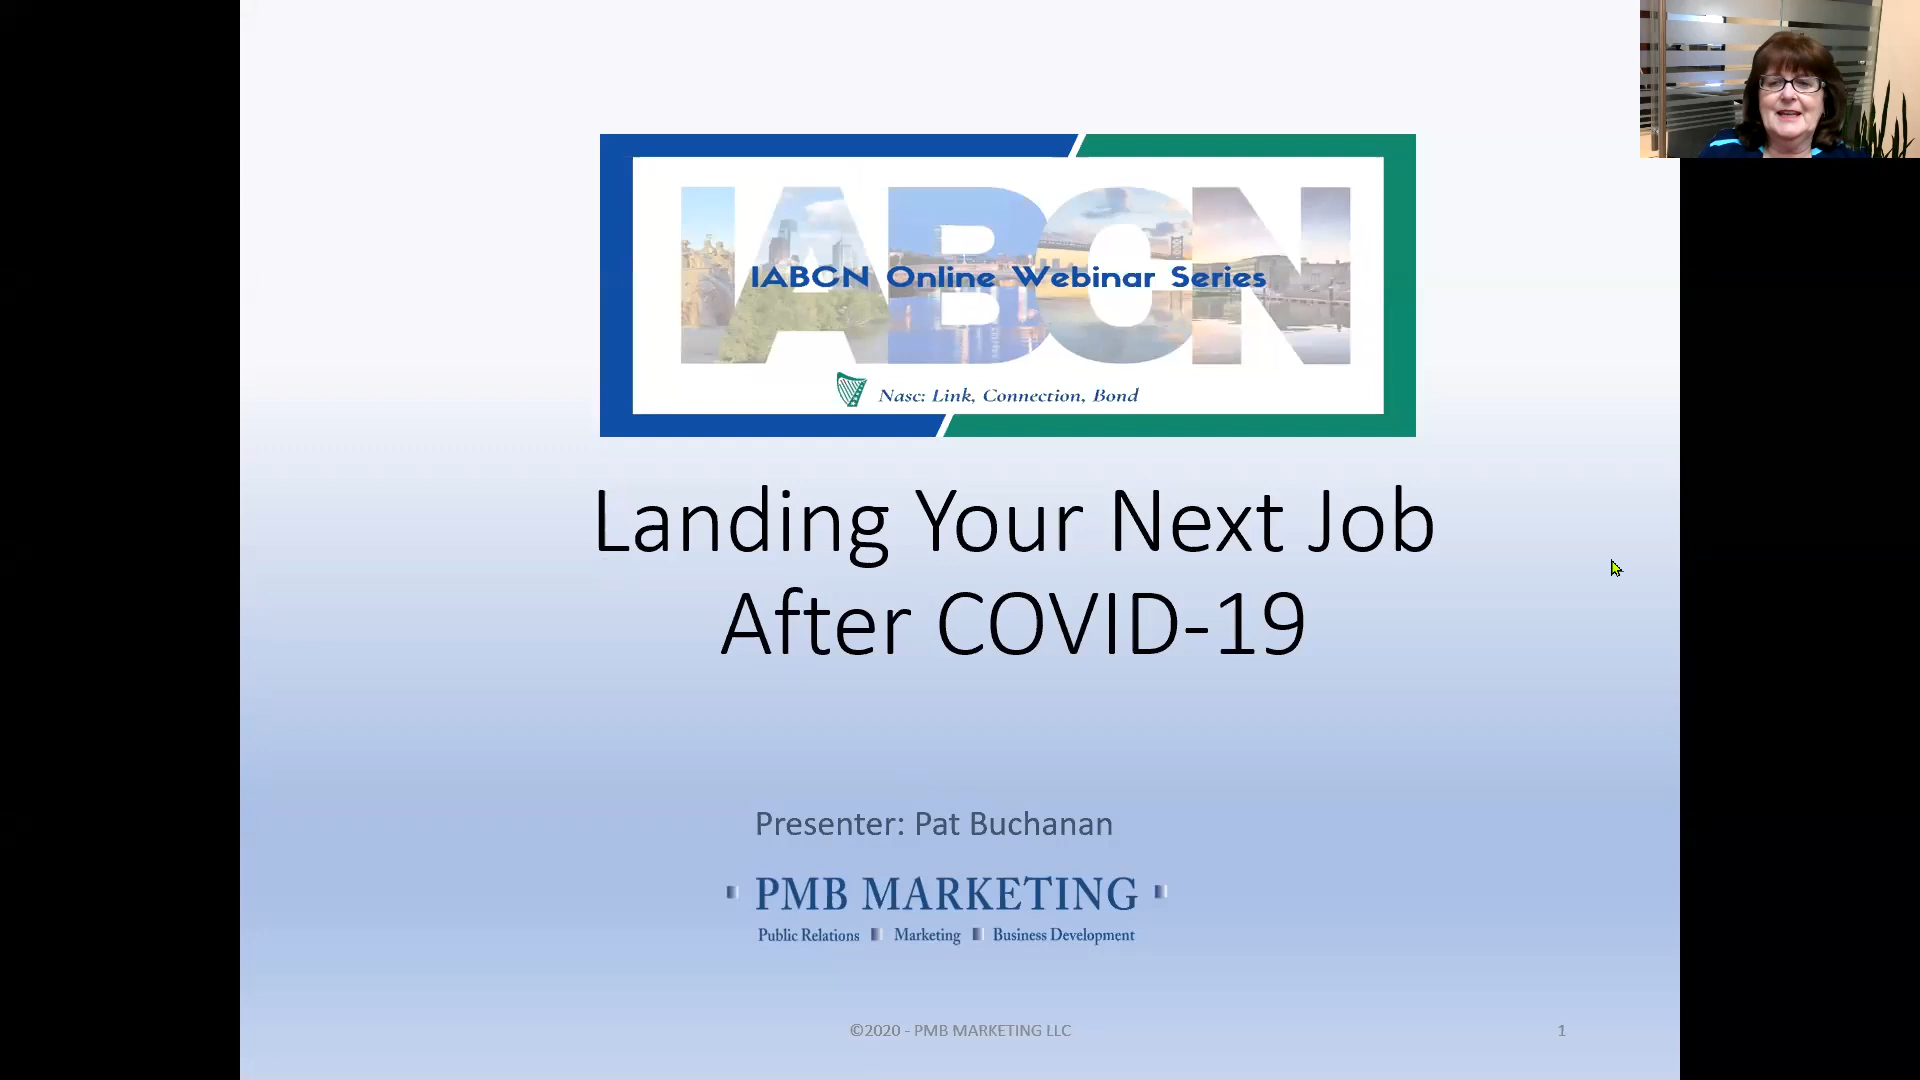 IABCN
IABCN Online Webinar Series
Nasc: Link, Connection, Bond
Landing Your Next Job
After COVID-19
Presenter: Pat Buchanan
PMB MARKETING
Public Relations Marketing Business Development
©2020 - PMB MARKETING LLC
1